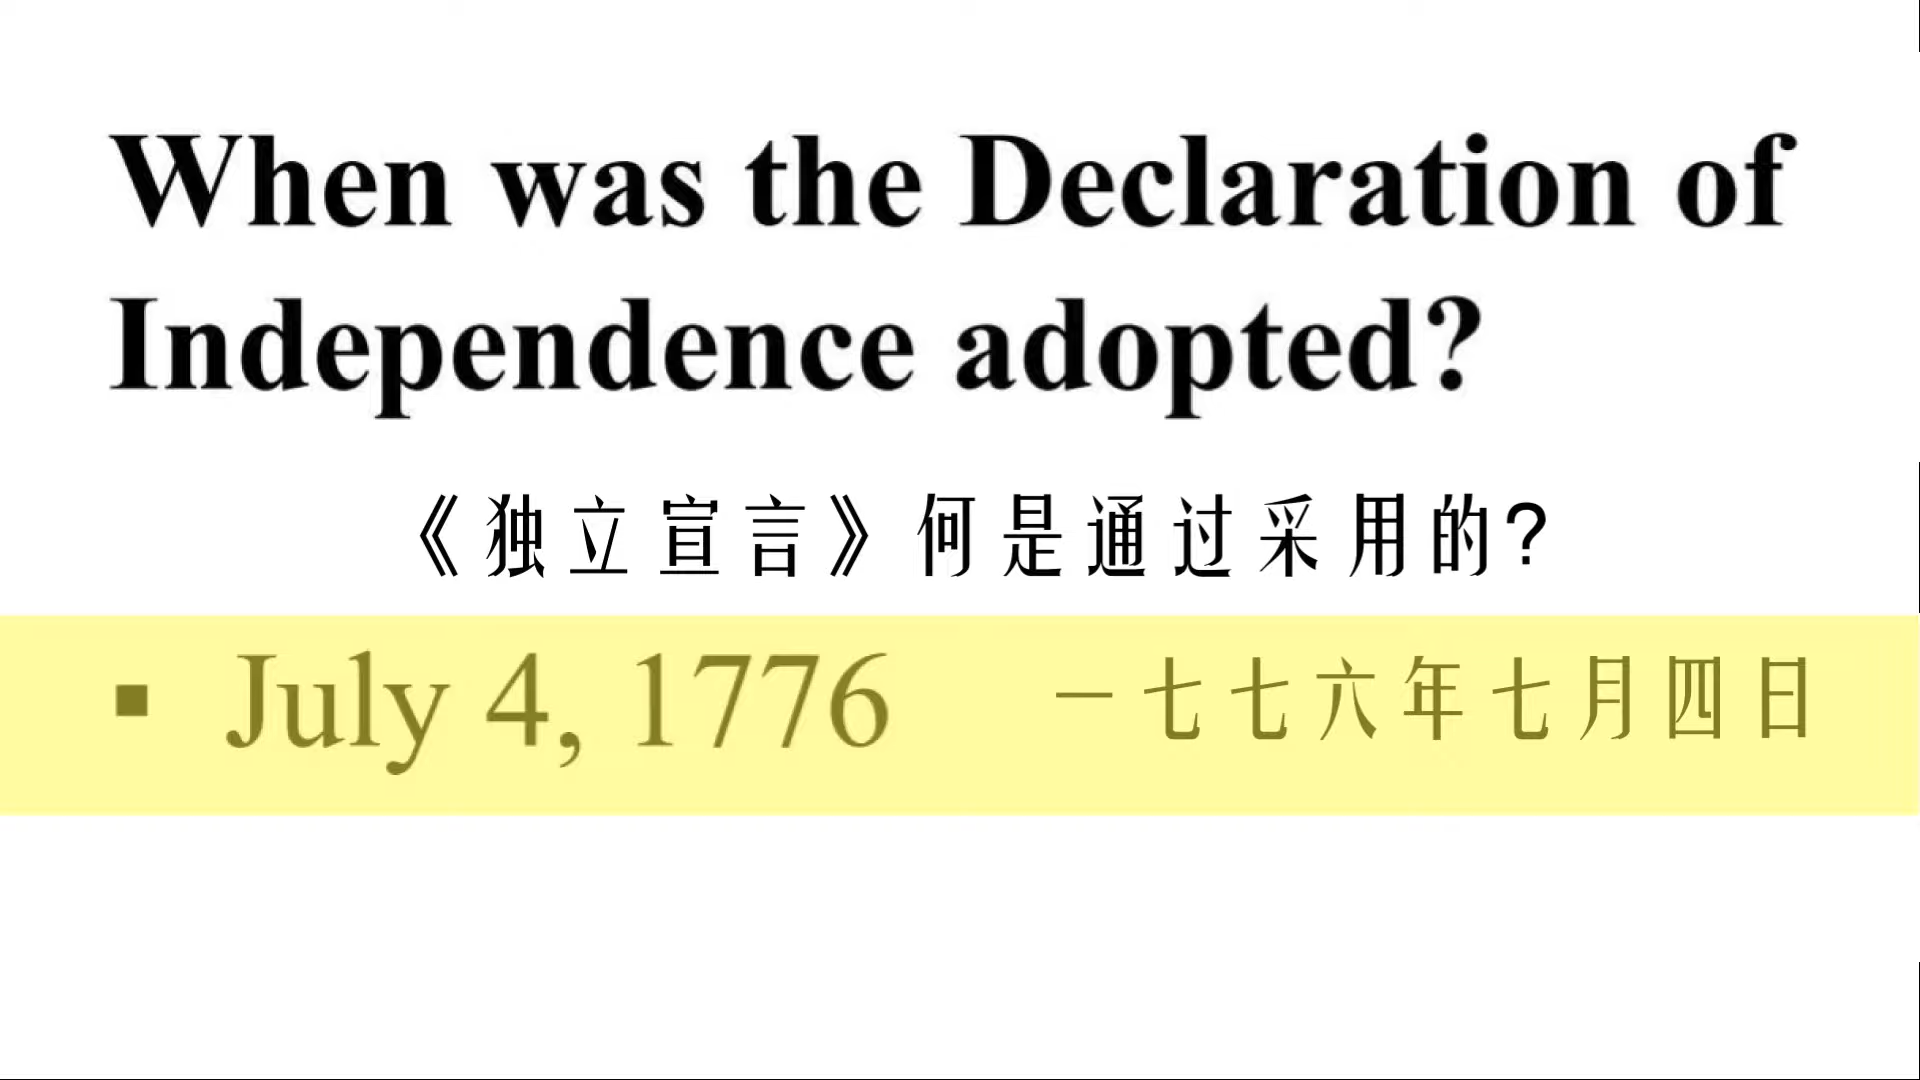 When was the Declaration of
Independence adopted?
《独立宣言》何是通过采用的?
▪ July 4, 1776 一七七六年七月四日